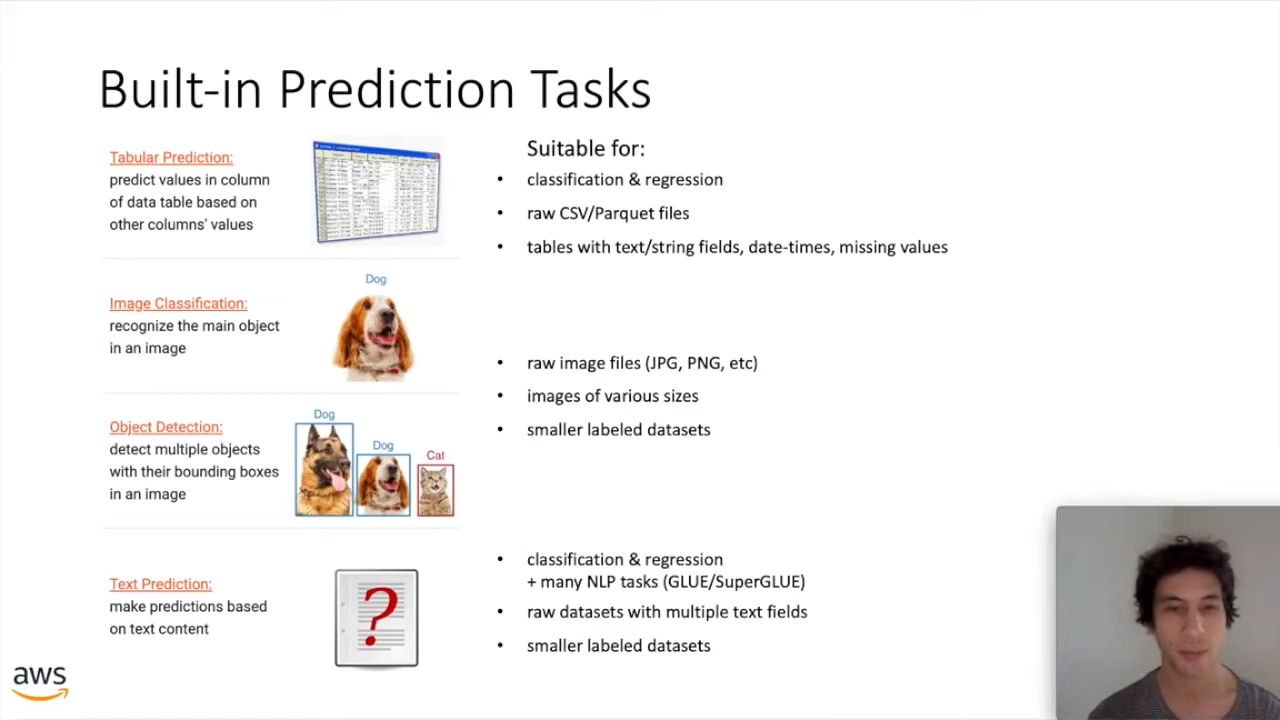 Built-in Prediction Tasks
Tabular Prediction:
predict values in column
of data table based on
other columns' values
Suitable for:
• classification & regression
• raw CSV/Parquet files
• tables with text/string fields, date-times, missing values
Image Classification:
recognize the main object
in an image
Dog
Object Detection:
detect multiple objects
with their bounding boxes
in an image
Dog
Dog
Cat
• raw image files (JPG, PNG, etc)
• images of various sizes
• smaller labeled datasets
Text Prediction:
make predictions based
on text content
?
• classification & regression
+ many NLP tasks (GLUE/SuperGLUE)
• raw datasets with multiple text fields
• smaller labeled datasets
aws